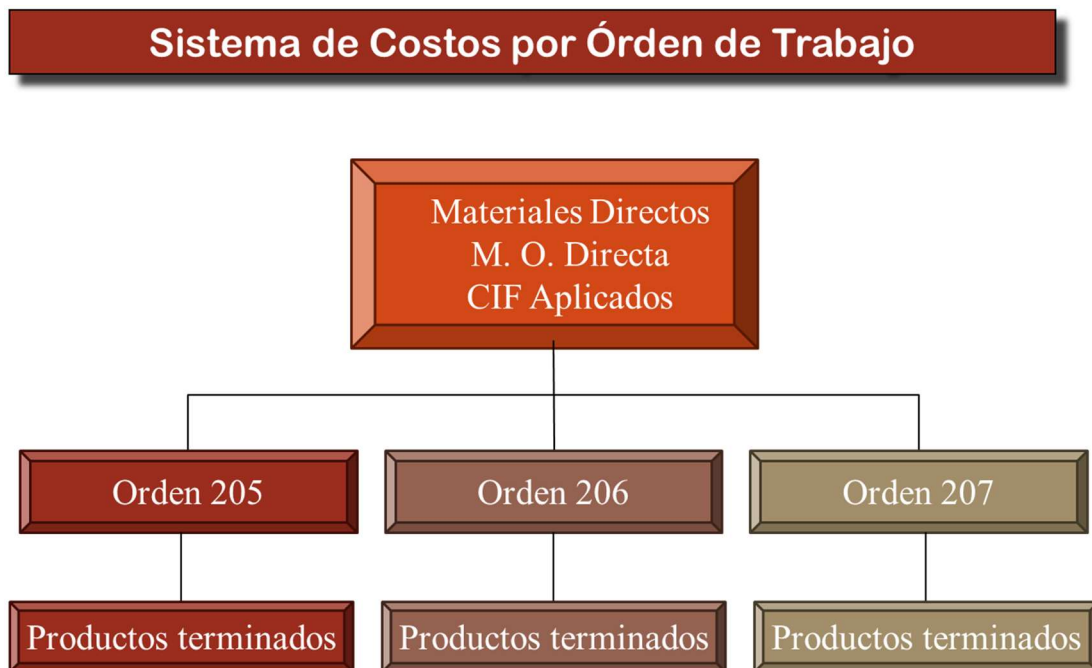 Sistema de Costos por Órden de Trabajo
Materiales Directos
M. O. Directa
CIF Aplicados
Orden 205
Orden 206
Orden 207
Productos terminados
Productos terminados
Productos terminados